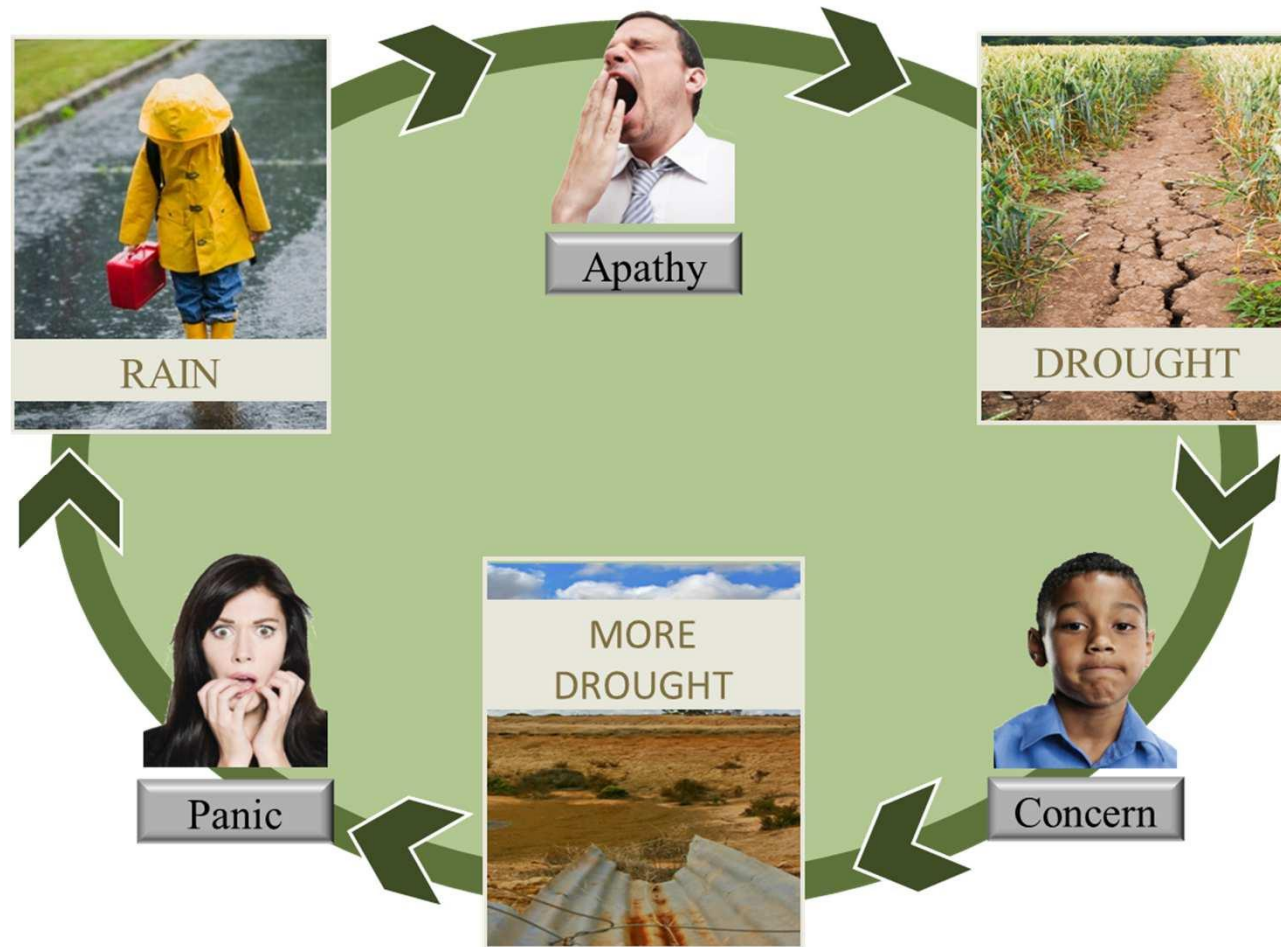 Apathy
RAIN
DROUGHT
MORE
DROUGHT
Panic
Concern